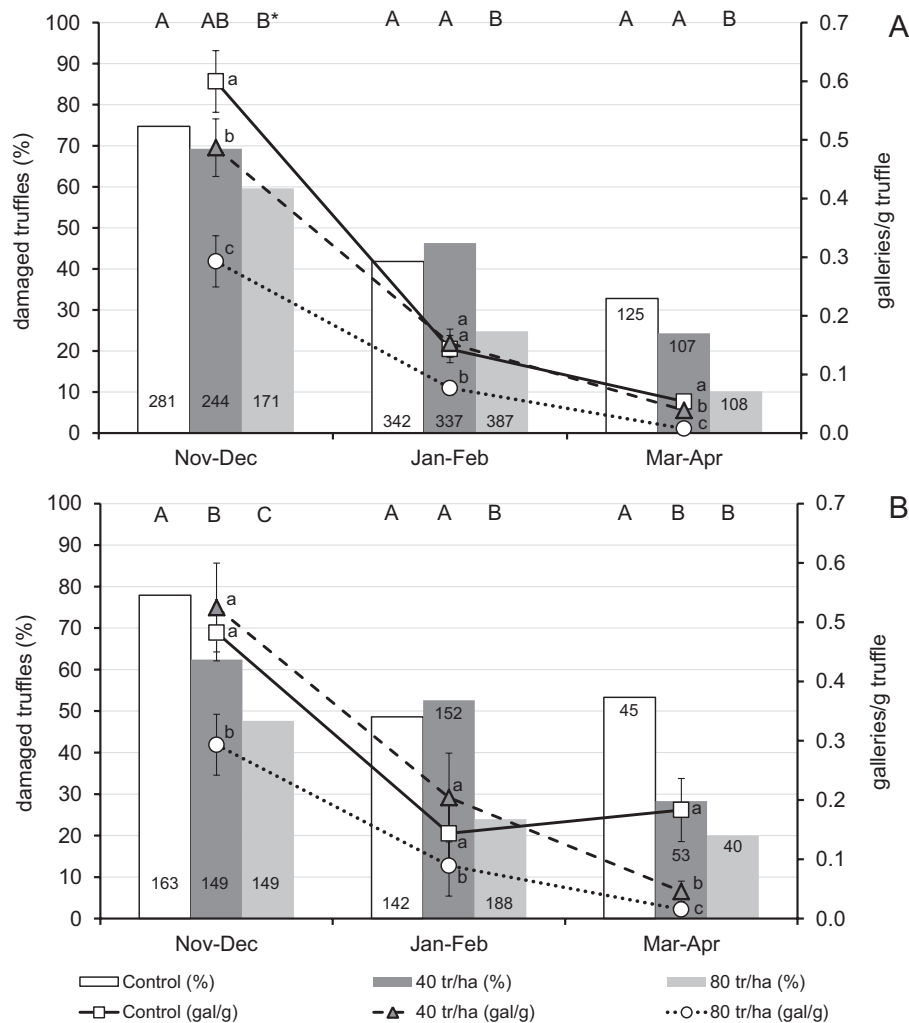 A AB B* A A B A A B A
100 0.7
90 0.6
80
70 0.5
60 0.4
50
40 0.3
30 0.2
20
10 0.1
0 0.0
damaged truffles (%)
galleries/g truffle
a
b
c
a
a
b
a
b
c
125
107
281 244 171 342 337 387 108
Nov-Dec Jan-Feb Mar-Apr
A B C A A B A B B B
100 0.7
90 0.6
80
70 0.5
60 0.4
50
40 0.3
30 0.2
20
10 0.1
0 0.0
damaged truffles (%)
galleries/g truffle
a
a
b
a
a
b
a
b
c
152 45
53 40
163 149 149 142 188
Nov-Dec Jan-Feb Mar-Apr
Control (%) 40 tr/ha (%) 80 tr/ha (%)
Control (gal/g) 40 tr/ha (gal/g) 80 tr/ha (gal/g)